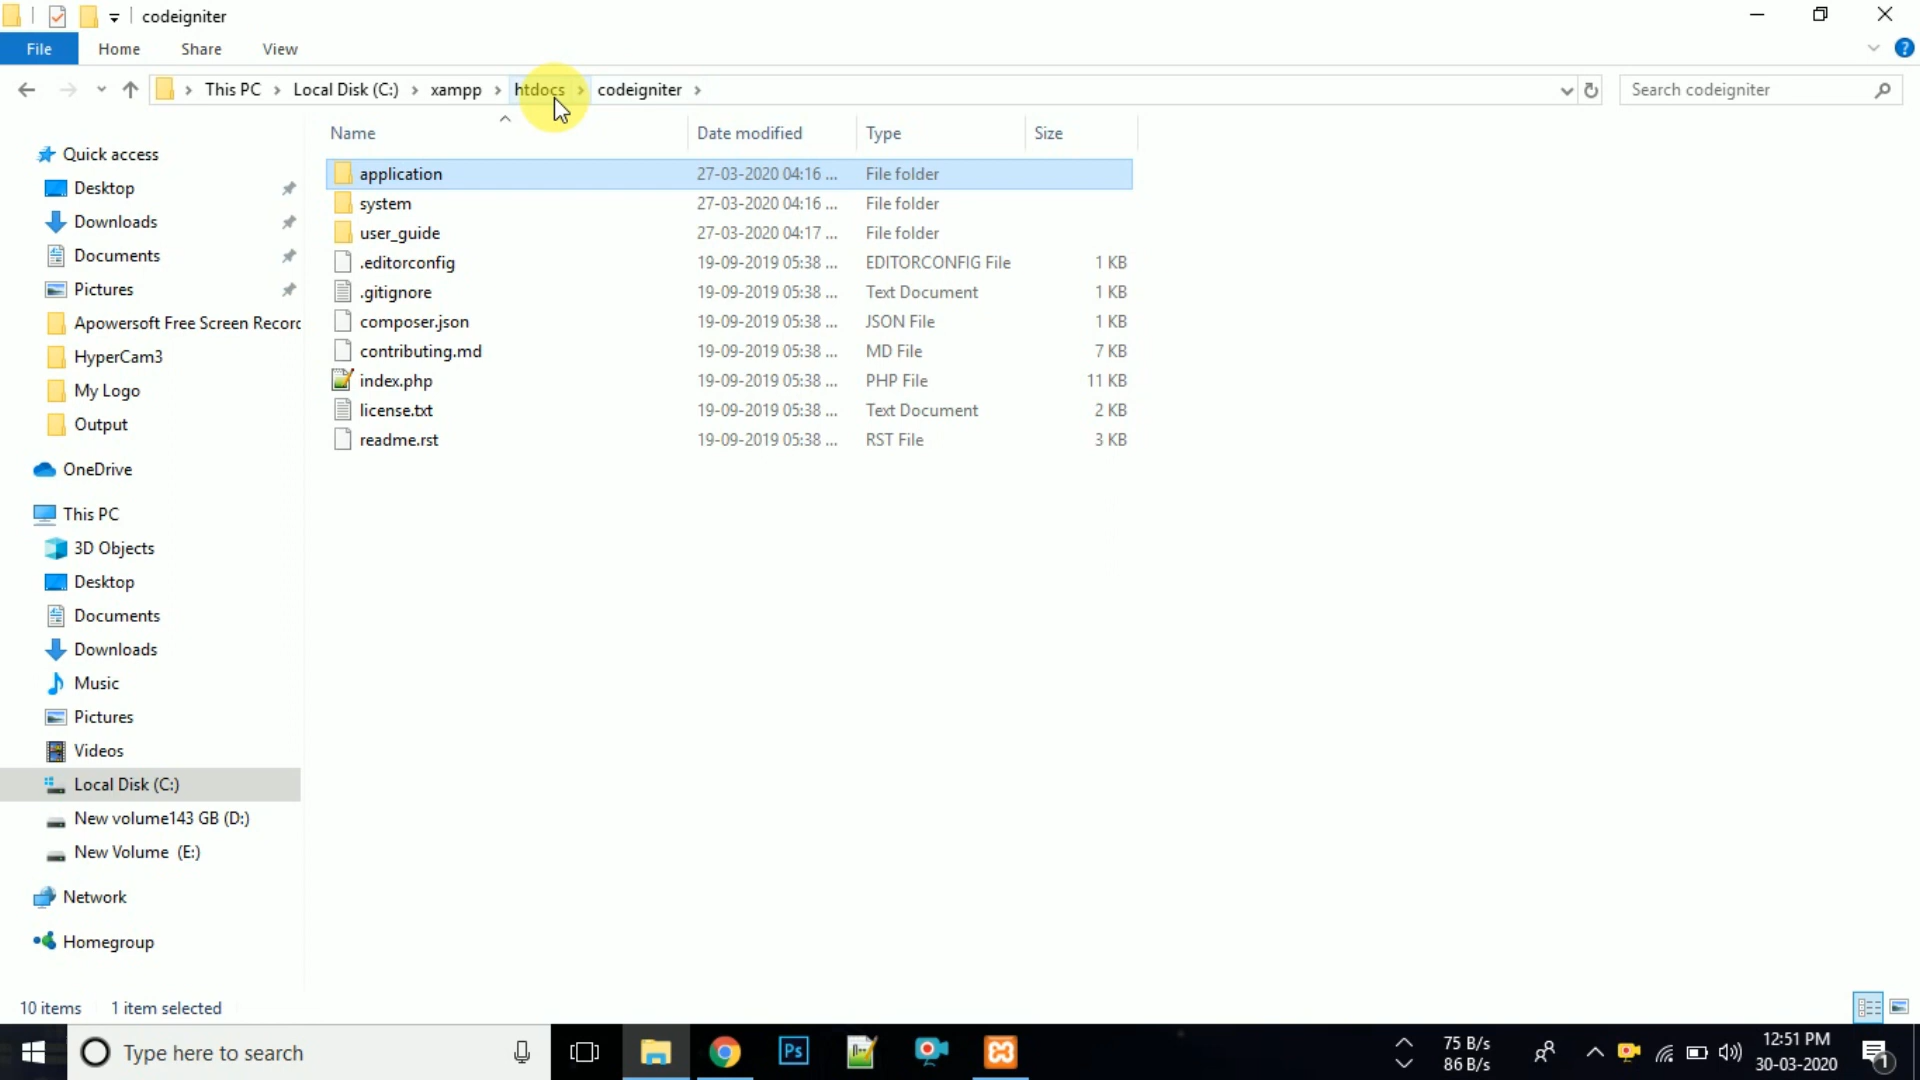 codeigniter
File Home Share View
This PC Local Disk (C:) xampp htdocs codeigniter Search codeigniter
Name Date modified Type Size
Quick access
Desktop
Downloads
Documents
Pictures
Apowersoft Free Screen Recorc
HyperCam3
My Logo
Output
OneDrive
This PC
3D Objects
Desktop
Documents
Downloads
Music
Pictures
Videos
Local Disk (C:)
New volume143 GB (D:)
New Volume (E:)
Network
Homegroup
application 27-03-2020 04:16 ... File folder
system 27-03-2020 04:16 ... File folder
user_guide 27-03-2020 04:17 ... File folder
.editorconfig 19-09-2019 05:38 ... EDITORCONFIG File 1 KB
.gitignore 19-09-2019 05:38 ... Text Document 1 KB
composer.json 19-09-2019 05:38 ... JSON File 1 KB
contributing.md 19-09-2019 05:38 ... MD File 7 KB
index.php 19-09-2019 05:38 ... PHP File 11 KB
license.txt 19-09-2019 05:38 ... Text Document 2 KB
readme.rst 19-09-2019 05:38 ... RST File 3 KB
10 items 1 item selected
Type here to search
Ps
75 B/s
86 B/s
12:51 PM
30-03-2020
1